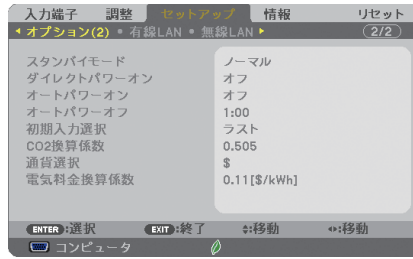 入力端子 調整 セットアップ 情報 リセット
オプション(2) 有線LAN 無線LAN 2/2
スタンバイモード ノーマル
ダイレクトパワーオン オフ
オートパワーオン オフ
オートパワーオフ 1:00
初期入力選択 ラスト
CO2換算係数 0.505
通貨選択 $
電気料金換算係数 0.11[$/kWh]
ENTER:選択 EXIT:終了 :移動 :移動
コンピュータ